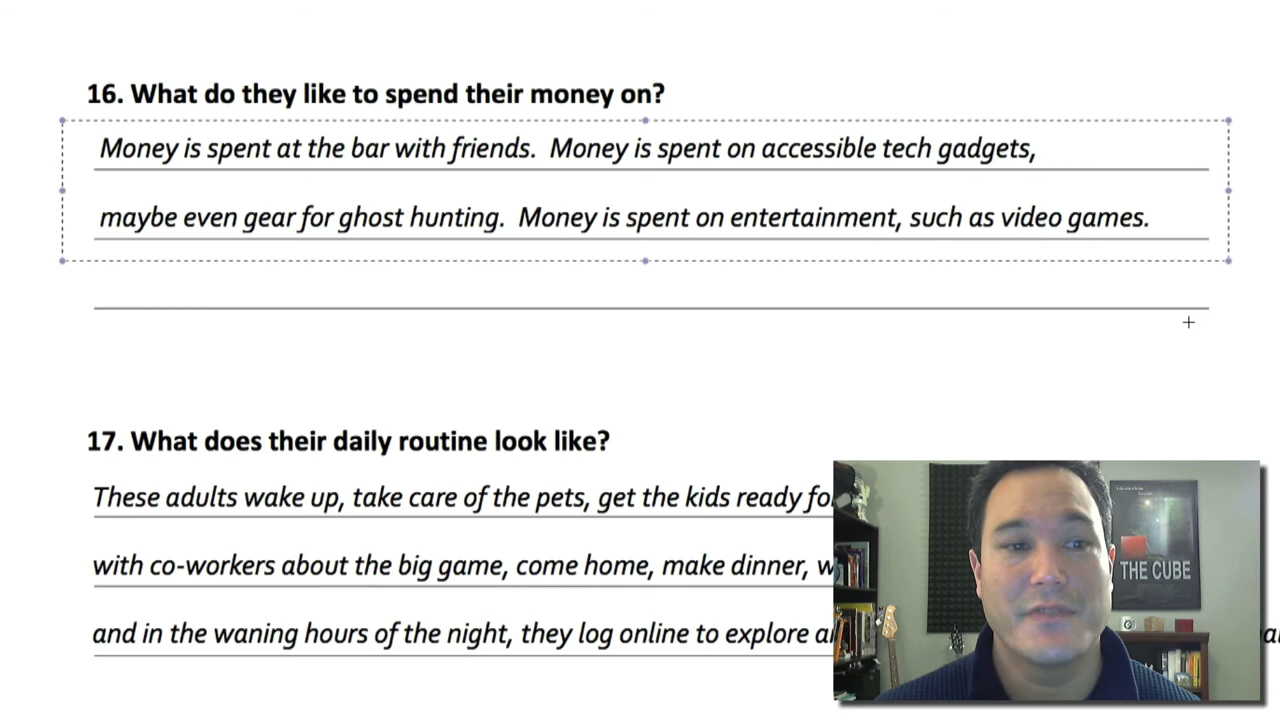 16. What do they like to spend their money on?
Money is spent at the bar with friends.  Money is spent on accessible tech gadgets,
maybe even gear for ghost hunting.  Money is spent on entertainment, such as video games.
17. What does their daily routine look like?
These adults wake up, take care of the pets, get the kids ready
with co-workers about the big game, come home, make dinner,
and in the waning hours of the night, they log online to explore
THE CUBE